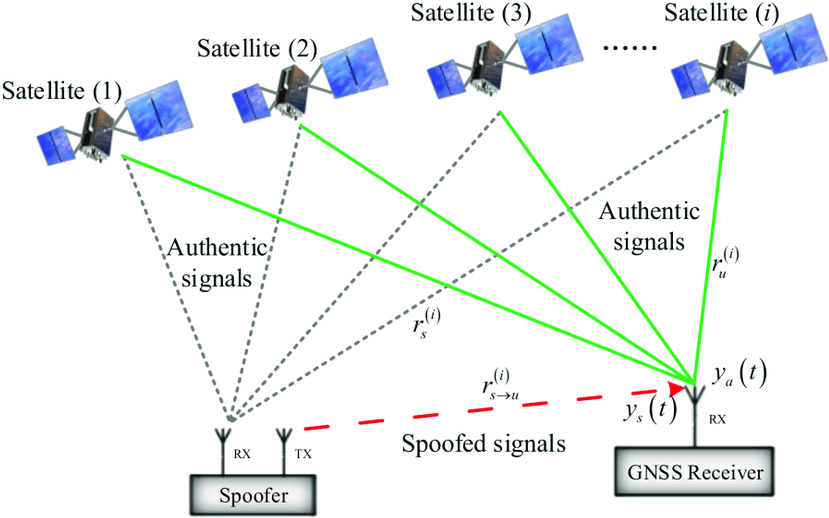 Satellite (1)
Satellite (2)
Satellite (3)
......
Satellite (i)
Authentic
signals
Authentic
signals
r_u^(i)
r_s^(i)
r_{s→u}^(i)
y_a(t)
y_s(t)
RX
TX
RX
Spoofed signals
Spoofer
GNSS Receiver